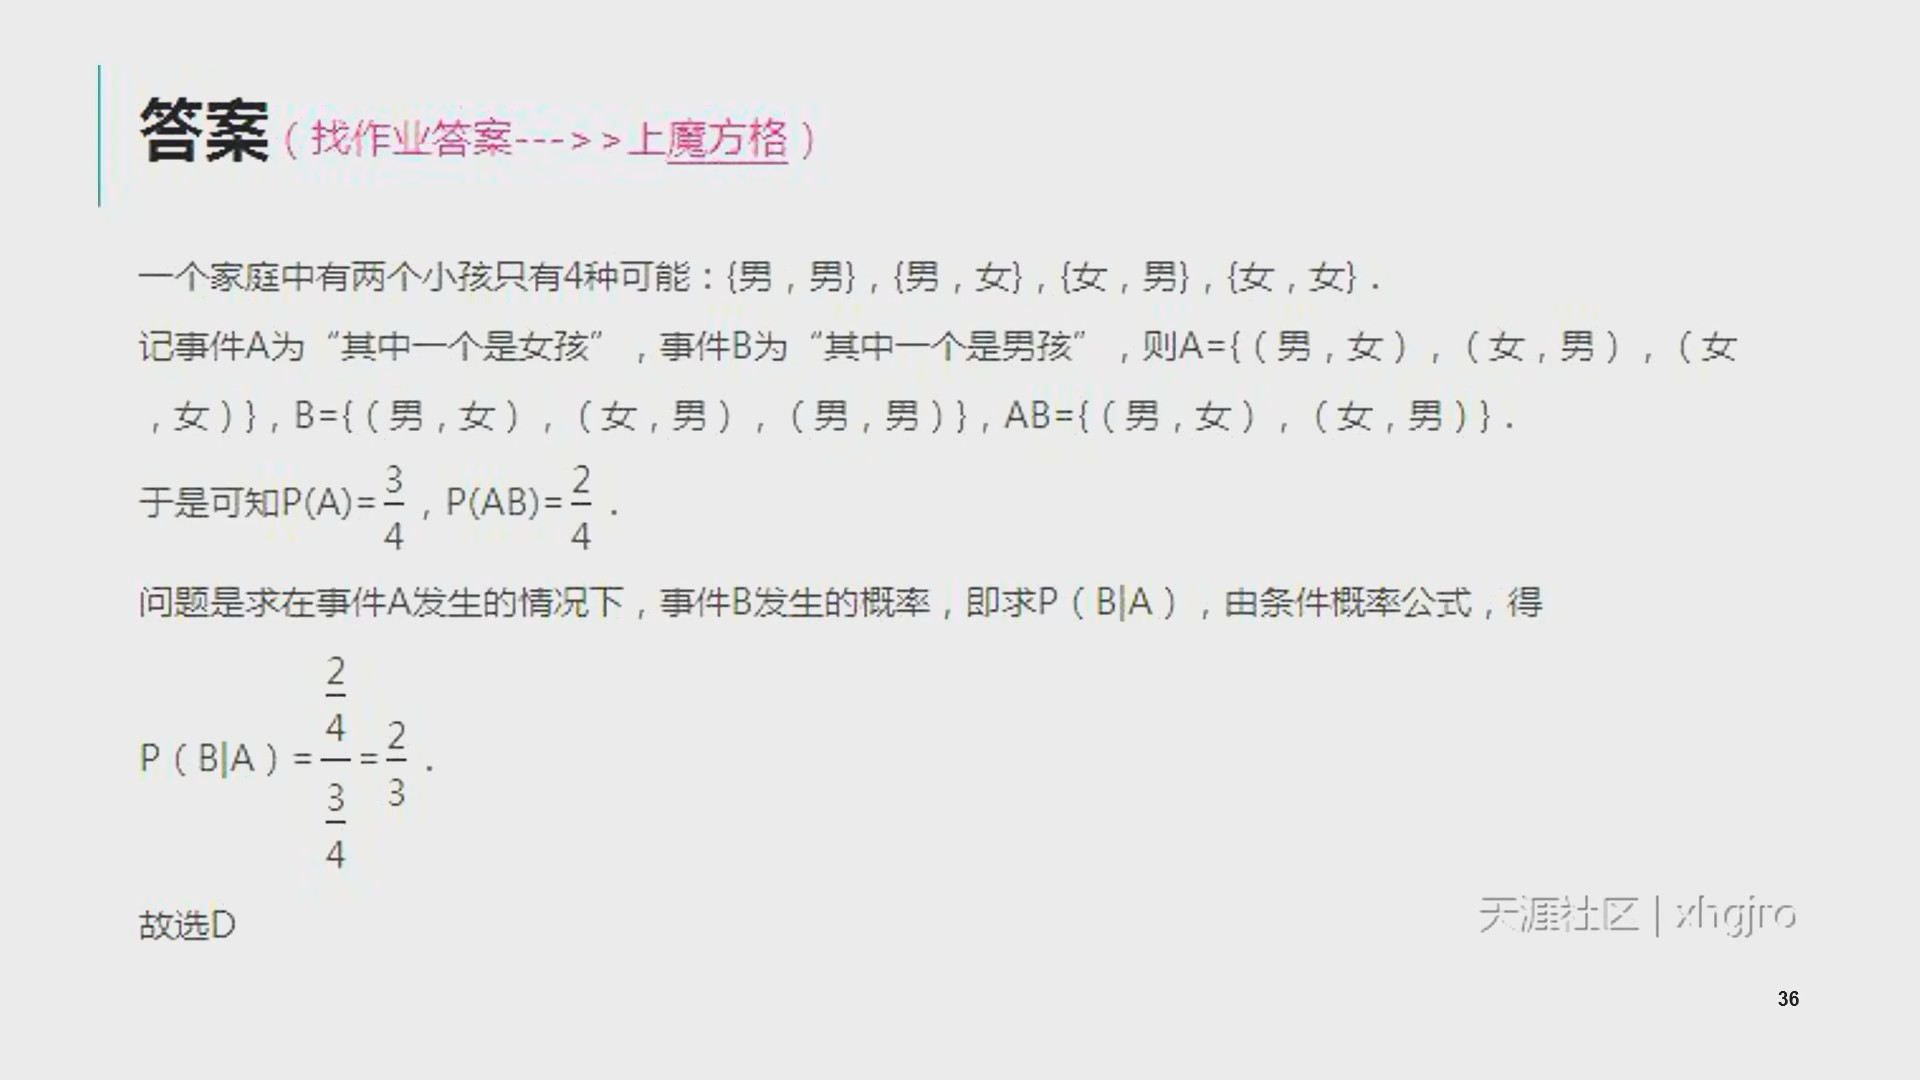 答案（找作业答案--->>上魔方格）
一个家庭中有两个小孩只有4种可能：{男，男}，{男，女}，{女，男}，{女，女}．
记事件A为“其中一个是女孩”，事件B为“其中一个是男孩”，则A={（男，女），（女，男），（女
，女）}，B={（男，女），（女，男），（男，男）}，AB={（男，女），（女，男）}．
于是可知P(A)=3/4，P(AB)=2/4．
问题是求在事件A发生的情况下，事件B发生的概率，即求P（B|A），由条件概率公式，得
P（B|A）=2/4/3/4=2/3．
故选D
天涯社区|xhgjro
36